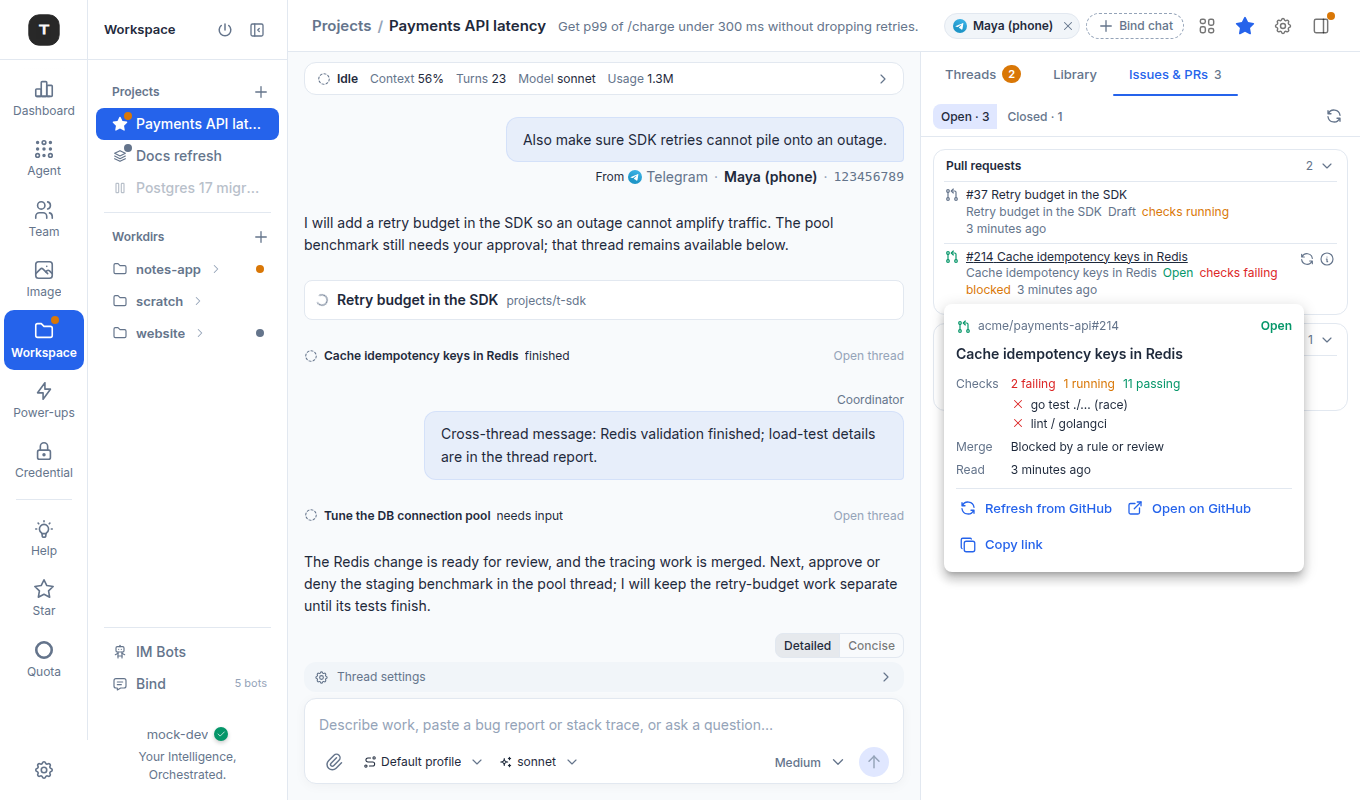 T
Dashboard
Agent
Team
Image
Workspace
Power-ups
Credential
Help
Star
Quota
Workspace
Projects
Payments API lat...
Docs refresh
Postgres 17 migr...
Workdirs
notes-app
scratch
website
IM Bots
Bind
5 bots
mock-dev
Your Intelligence,
Orchestrated.
Projects / Payments API latency
Get p99 of /charge under 300 ms without dropping retries.
Maya (phone)
Bind chat
Idle Context 56% Turns 23 Model sonnet Usage 1.3M
Also make sure SDK retries cannot pile onto an outage.
From Telegram · Maya (phone) · 123456789
I will add a retry budget in the SDK so an outage cannot amplify traffic. The pool
benchmark still needs your approval; that thread remains available below.
Retry budget in the SDK projects/t-sdk
Cache idempotency keys in Redis finished
Open thread
Coordinator
Cross-thread message: Redis validation finished; load-test details
are in the thread report.
Tune the DB connection pool needs input
Open thread
The Redis change is ready for review, and the tracing work is merged. Next, approve or
deny the staging benchmark in the pool thread; I will keep the retry-budget work separate
until its tests finish.
Detailed Concise
Thread settings
Describe work, paste a bug report or stack trace, or ask a question...
Default profile
sonnet
Medium
Threads 2
Library
Issues & PRs 3
Open · 3
Closed · 1
Pull requests
2
#37 Retry budget in the SDK
Retry budget in the SDK Draft checks running
3 minutes ago
#214 Cache idempotency keys in Redis
Cache idempotency keys in Redis Open checks failing
blocked 3 minutes ago
1
acme/payments-api#214
Open
Cache idempotency keys in Redis
Checks 2 failing 1 running 11 passing
go test ./... (race)
lint / golangci
Merge Blocked by a rule or review
Read 3 minutes ago
Refresh from GitHub
Open on GitHub
Copy link